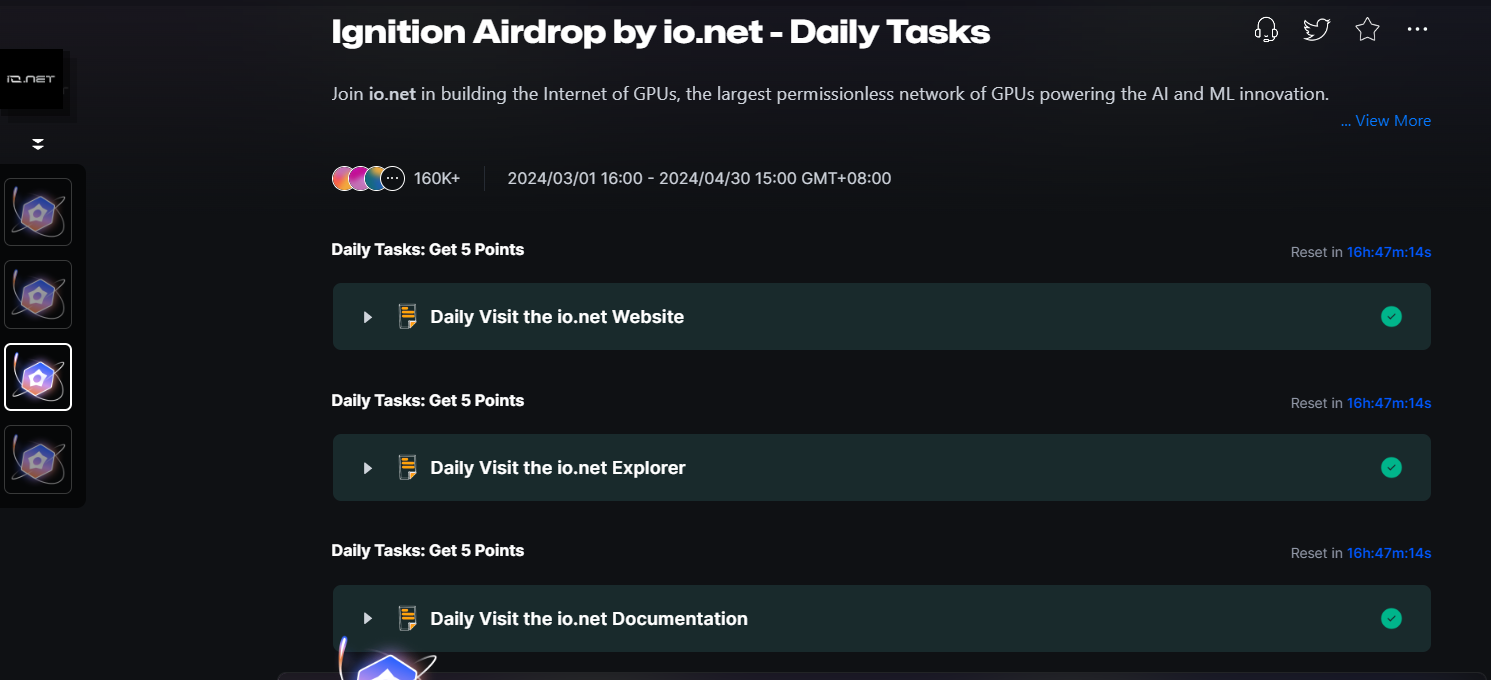 Ignition Airdrop by io.net - Daily Tasks
IO.NET
Join io.net in building the Internet of GPUs, the largest permissionless network of GPUs powering the AI and ML innovation.
... View More
160K+ 2024/03/01 16:00 - 2024/04/30 15:00 GMT+08:00
Daily Tasks: Get 5 Points Reset in 16h:47m:14s
Daily Visit the io.net Website
Daily Tasks: Get 5 Points Reset in 16h:47m:14s
Daily Visit the io.net Explorer
Daily Tasks: Get 5 Points Reset in 16h:47m:14s
Daily Visit the io.net Documentation